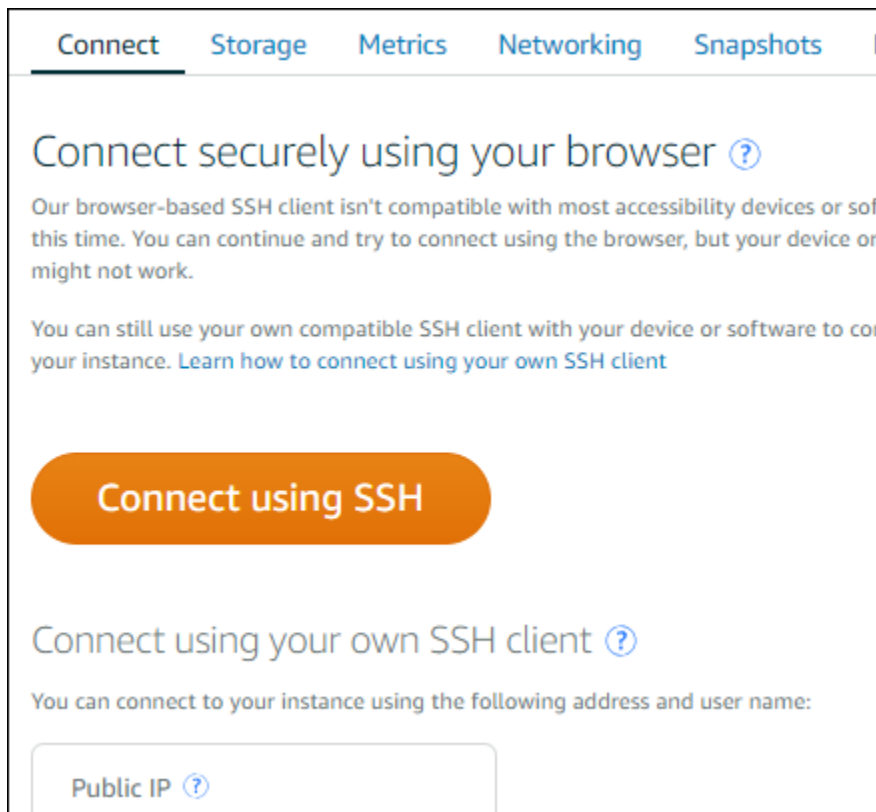 Connect Storage Metrics Networking Snapshots
Connect securely using your browser ?
Our browser-based SSH client isn't compatible with most accessibility devices or
this time. You can continue and try to connect using the browser, but your device or
might not work.
You can still use your own compatible SSH client with your device or software to
your instance. Learn how to connect using your own SSH client
Connect using SSH
Connect using your own SSH client ?
You can connect to your instance using the following address and user name:
Public IP ?